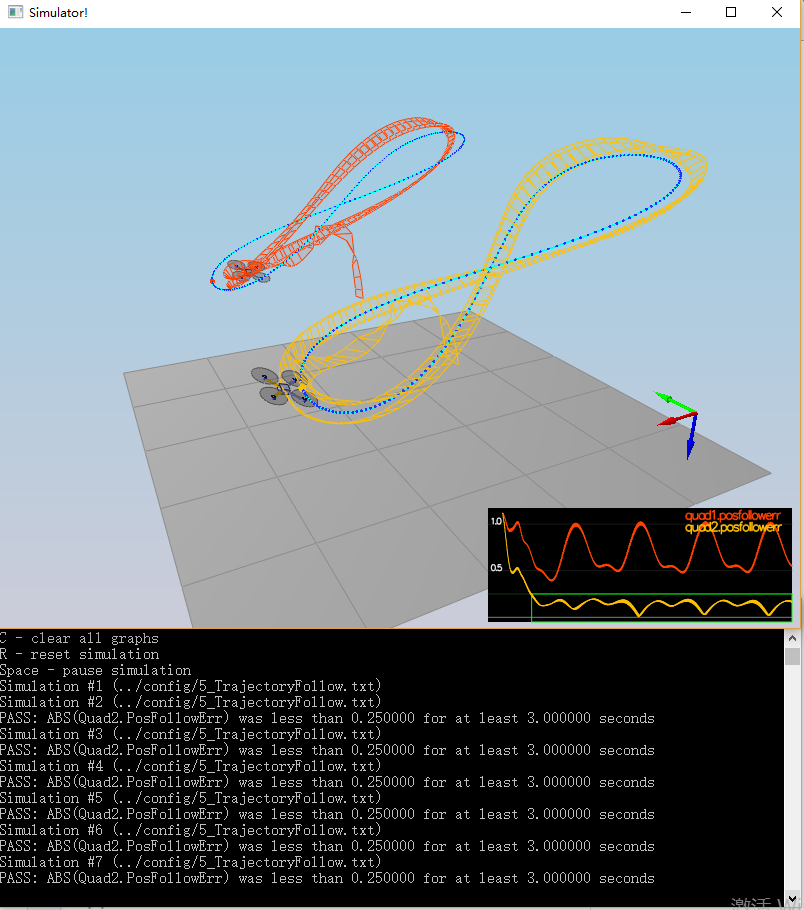 Simulator!
quad1.posfollowerr
1.0
quad2.posfollowerr
0.5
C - clear all graphs
R - reset simulation
Space - pause simulation
Simulation #1 (../config/5_TrajectoryFollow.txt)
Simulation #2 (../config/5_TrajectoryFollow.txt)
PASS: ABS(Quad2.PosFollowErr) was less than 0.250000 for at least 3.000000 seconds
Simulation #3 (../config/5_TrajectoryFollow.txt)
PASS: ABS(Quad2.PosFollowErr) was less than 0.250000 for at least 3.000000 seconds
Simulation #4 (../config/5_TrajectoryFollow.txt)
PASS: ABS(Quad2.PosFollowErr) was less than 0.250000 for at least 3.000000 seconds
Simulation #5 (../config/5_TrajectoryFollow.txt)
PASS: ABS(Quad2.PosFollowErr) was less than 0.250000 for at least 3.000000 seconds
Simulation #6 (../config/5_TrajectoryFollow.txt)
PASS: ABS(Quad2.PosFollowErr) was less than 0.250000 for at least 3.000000 seconds
Simulation #7 (../config/5_TrajectoryFollow.txt)
PASS: ABS(Quad2.PosFollowErr) was less than 0.250000 for at least 3.000000 seconds